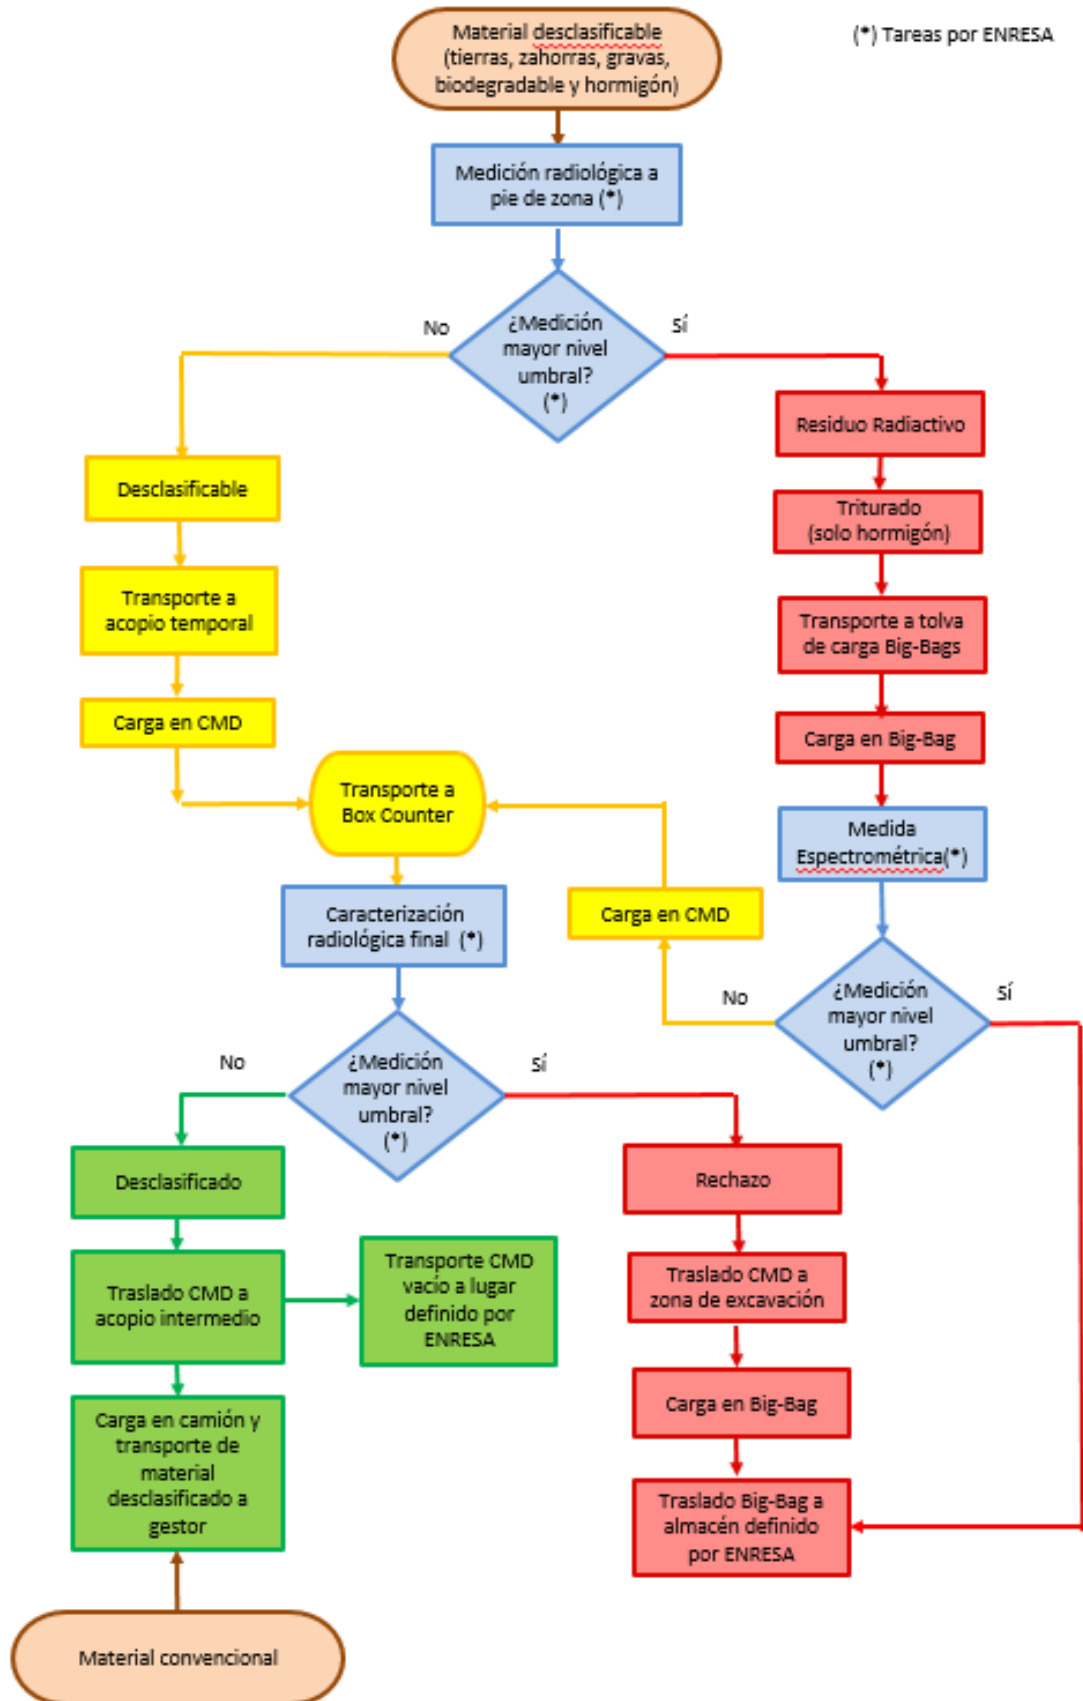 Material desclasificable
(tierras, zahorras, gravas,
biodegradable y hormigón)
(*) Tareas por ENRESA
Medición radiológica a
pie de zona (*)
¿Medición
mayor nivel
umbral?
(*)
No
Sí
Desclasificable
Transporte a
acopio temporal
Carga en CMD
Residuo Radiactivo
Triturado
(solo hormigón)
Transporte a tolva
de carga Big-Bags
Carga en Big-Bag
Medida
Espectrométrica(*)
¿Medición
mayor nivel
umbral?
(*)
No
Sí
Carga en CMD
Transporte a
Box Counter
Caracterización
radiológica final (*)
¿Medición
mayor nivel
umbral?
(*)
No
Sí
Desclasificado
Traslado CMD a
acopio intermedio
Transporte CMD
vacío a lugar
definido por
ENRESA
Carga en camión y
transporte de
material
desclasificado a
gestor
Rechazo
Traslado CMD a
zona de excavación
Carga en Big-Bag
Traslado Big-Bag a
almacén definido
por ENRESA
Material convencional